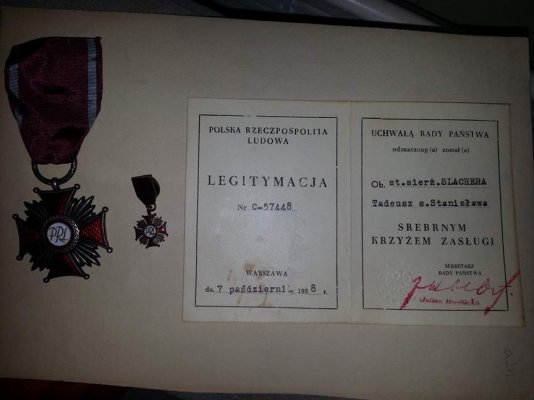 PRL
POLSKA RZECZPOSPOLITA
LUDOWA
LEGITYMACJA
Nr C-57448
WARSZAWA
dn. 7 październi 1958 r.
UCHWAŁĄ RADY PAŃSTWA
odznaczony (a) został (a)
Ob. st.sierż.SLACHERA
Tadeusz s.Stanisława
SREBRNYM
KRZYŻEM ZASŁUGI
SEKRETARZ
RADY PAŃSTWA